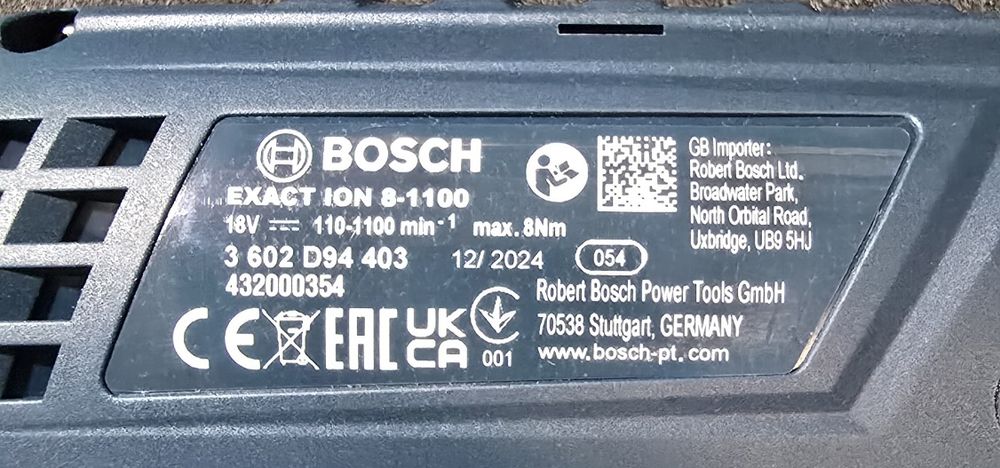 BOSCH
EXACT ION 8-1100
18V ⎓ 110-1100 min⁻¹ max. 8Nm
3 602 D94 403 12/2024 054
432000354
CE EAC UK CA 001
Robert Bosch Power Tools GmbH
70538 Stuttgart, GERMANY
www.bosch-pt.com
GB Importer:
Robert Bosch Ltd.
Broadwater Park,
North Orbital Road,
Uxbridge, UB9 5HJ